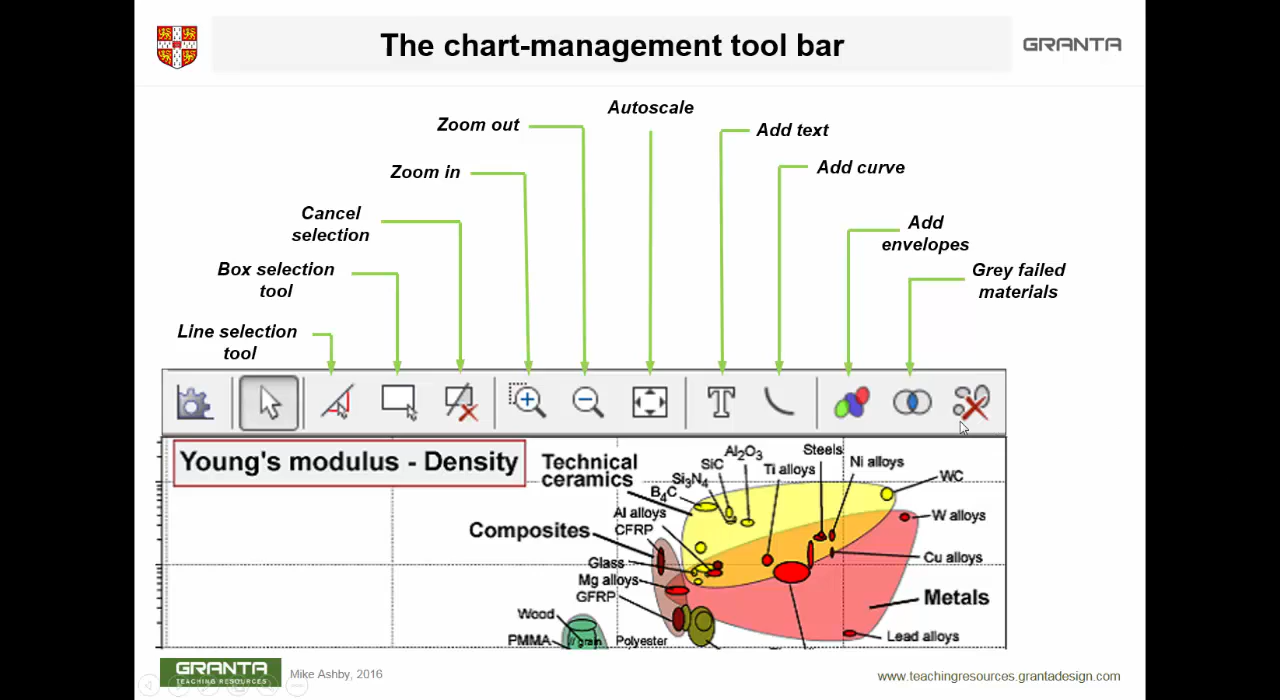 The chart-management tool bar
GRANTA
Autoscale
Zoom out
Add text
Zoom in
Add curve
Cancel
selection
Add
envelopes
Box selection
tool
Grey failed
materials
Line selection
tool
T
Young's modulus - Density
Technical
ceramics
Al2O3
SiC
Si3N4
B4C
Steels
Ti alloys
Ni alloys
WC
Al alloys
CFRP
W alloys
Composites
Glass
Cu alloys
Mg alloys
GFRP
Metals
Wood
PMMA
// grain
Polyester
Lead alloys
GRANTA
TEACHING RESOURCES
Mike Ashby, 2016
www.teachingresources.grantadesign.com